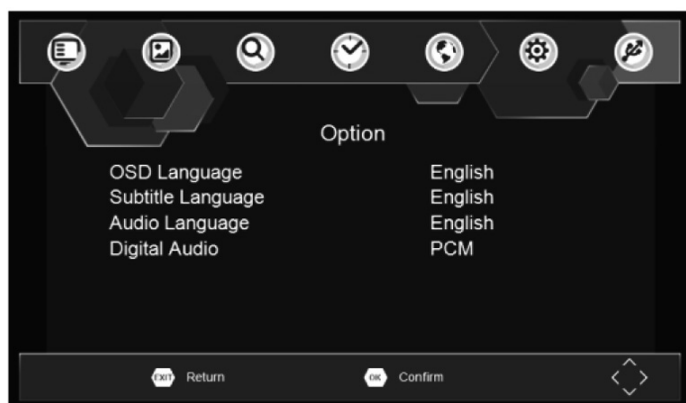 Option
OSD Language English
Subtitle Language English
Audio Language English
Digital Audio PCM
EXIT Return OK Confirm